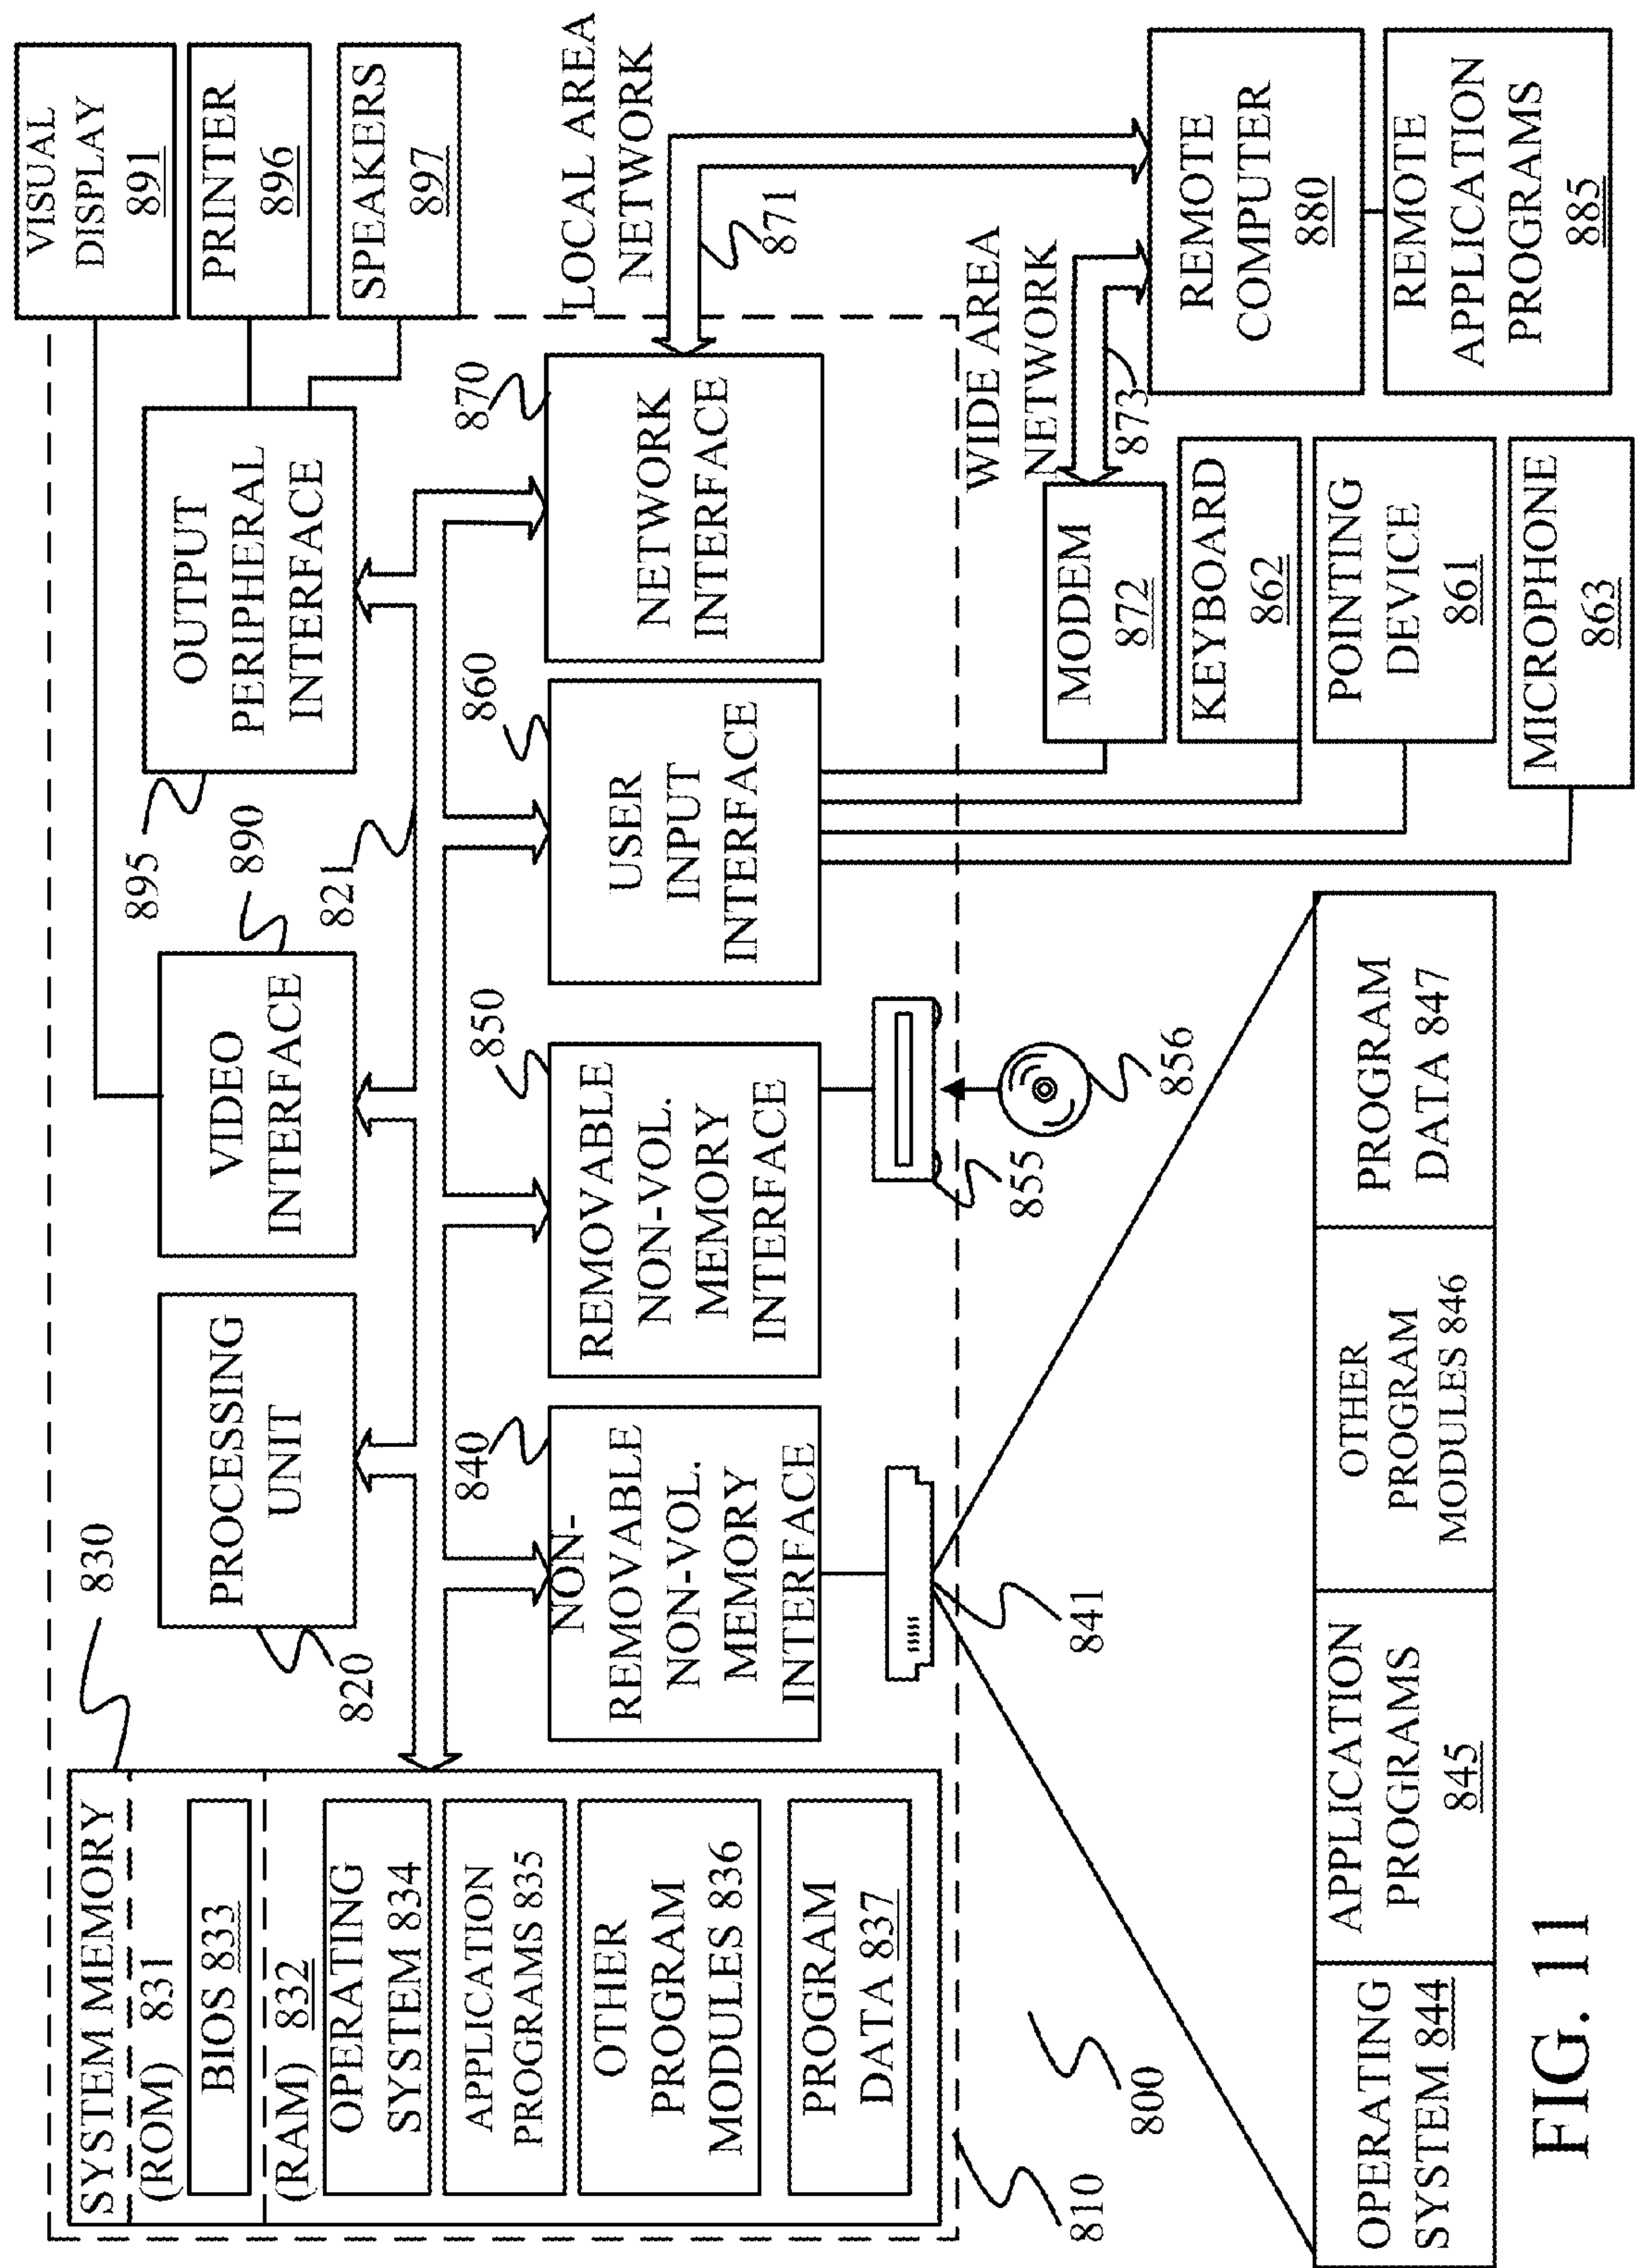 SYSTEM MEMORY
(ROM) 831
BIOS 833
(RAM) 832
OPERATING
SYSTEM 834
APPLICATION
PROGRAMS 835
OTHER
PROGRAM
MODULES 836
PROGRAM
DATA 837
830
PROCESSING
UNIT
820
VIDEO
INTERFACE
890
OUTPUT
PERIPHERAL
INTERFACE
895
821
VISUAL
DISPLAY
891
PRINTER
896
SPEAKERS
897
NON-
REMOVABLE
NON-VOL.
MEMORY
INTERFACE
840
REMOVABLE
NON-VOL.
MEMORY
INTERFACE
850
USER
INPUT
INTERFACE
860
NETWORK
INTERFACE
870
LOCAL AREA
NETWORK
871
WIDE AREA
NETWORK
873
841
855
856
810
800
MODEM
872
KEYBOARD
862
POINTING
DEVICE
861
MICROPHONE
863
REMOTE
COMPUTER
880
REMOTE
APPLICATION
PROGRAMS
885
OPERATING
SYSTEM 844
APPLICATION
PROGRAMS
845
OTHER
PROGRAM
MODULES 846
PROGRAM
DATA 847
FIG. 11